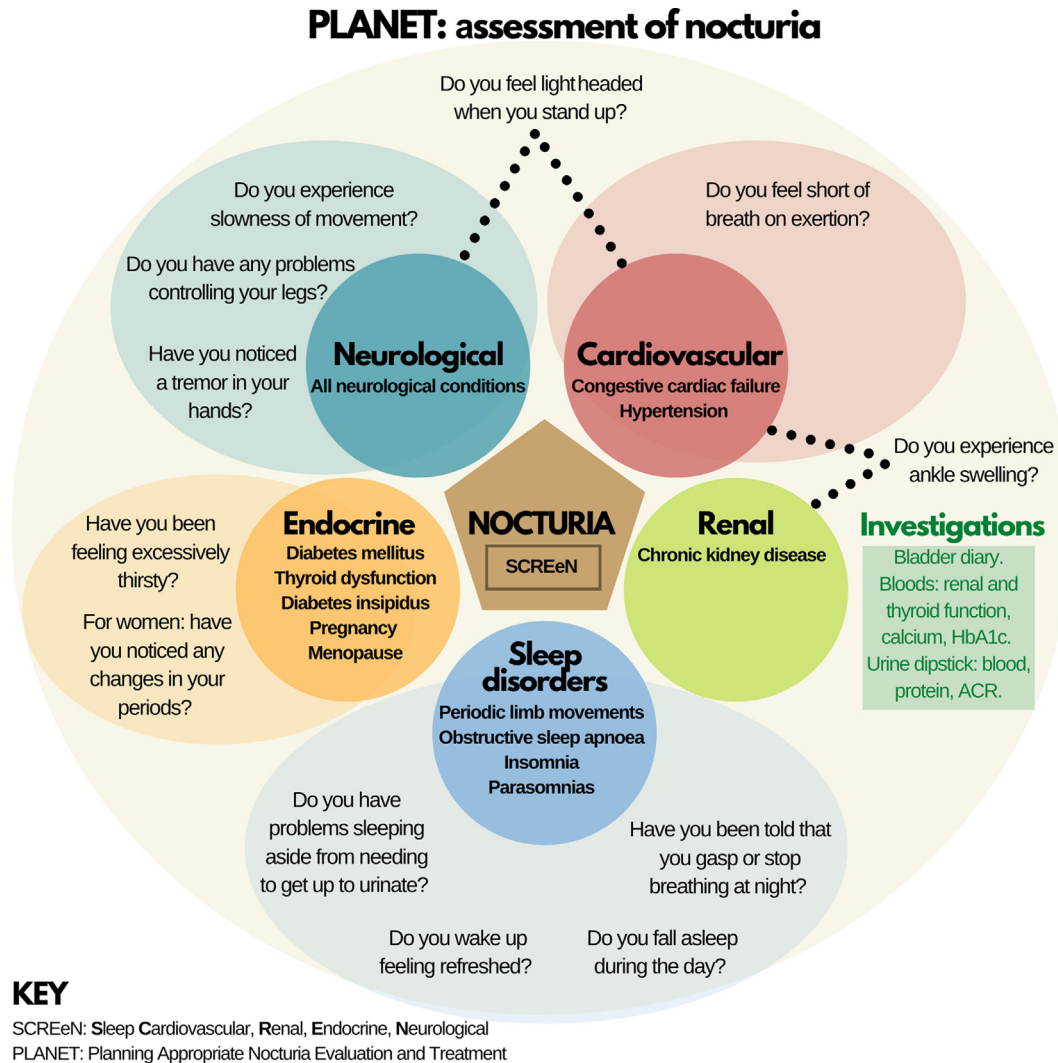 PLANET: assessment of nocturia
Do you feel light headed
when you stand up?
Do you experience
slowness of movement?
Do you have any problems
controlling your legs?
Have you noticed
a tremor in your
hands?
Neurological
All neurological conditions
Do you feel short of
breath on exertion?
Cardiovascular
Congestive cardiac failure
Hypertension
Do you experience
ankle swelling?
Have you been
feeling excessively
thirsty?
For women: have
you noticed any
changes in your
periods?
Endocrine
Diabetes mellitus
Thyroid dysfunction
Diabetes insipidus
Pregnancy
Menopause
NOCTURIA
SCREeN
Renal
Chronic kidney disease
Investigations
Bladder diary.
Bloods: renal and
thyroid function,
calcium, HbA1c.
Urine dipstick: blood,
protein, ACR.
Sleep
disorders
Periodic limb movements
Obstructive sleep apnoea
Insomnia
Parasomnias
Do you have
problems sleeping
aside from needing
to get up to urinate?
Have you been told that
you gasp or stop
breathing at night?
Do you wake up
feeling refreshed?
Do you fall asleep
during the day?
KEY
SCREeN: Sleep Cardiovascular, Renal, Endocrine, Neurological
PLANET: Planning Appropriate Nocturia Evaluation and Treatment